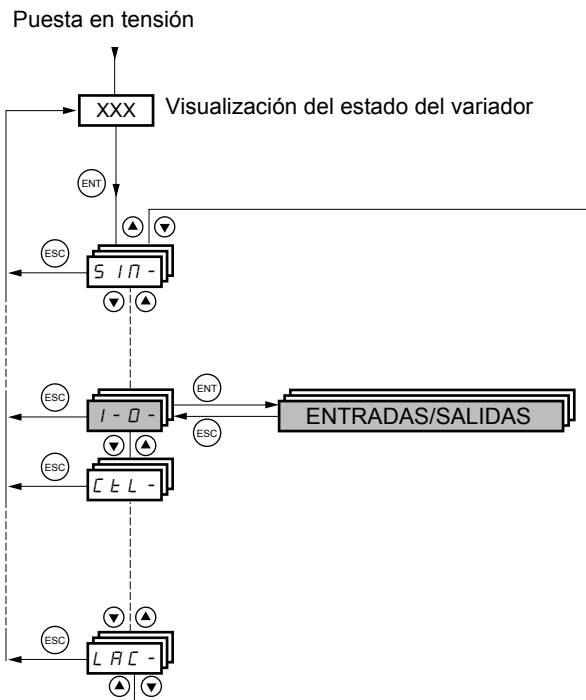 Puesta en tensión
XXX
Visualización del estado del variador
ENT
ESC
SIM-
ESC
I-O-
ENT
ESC
ENTRADAS/SALIDAS
ESC
CtL-
ESC
LAC-